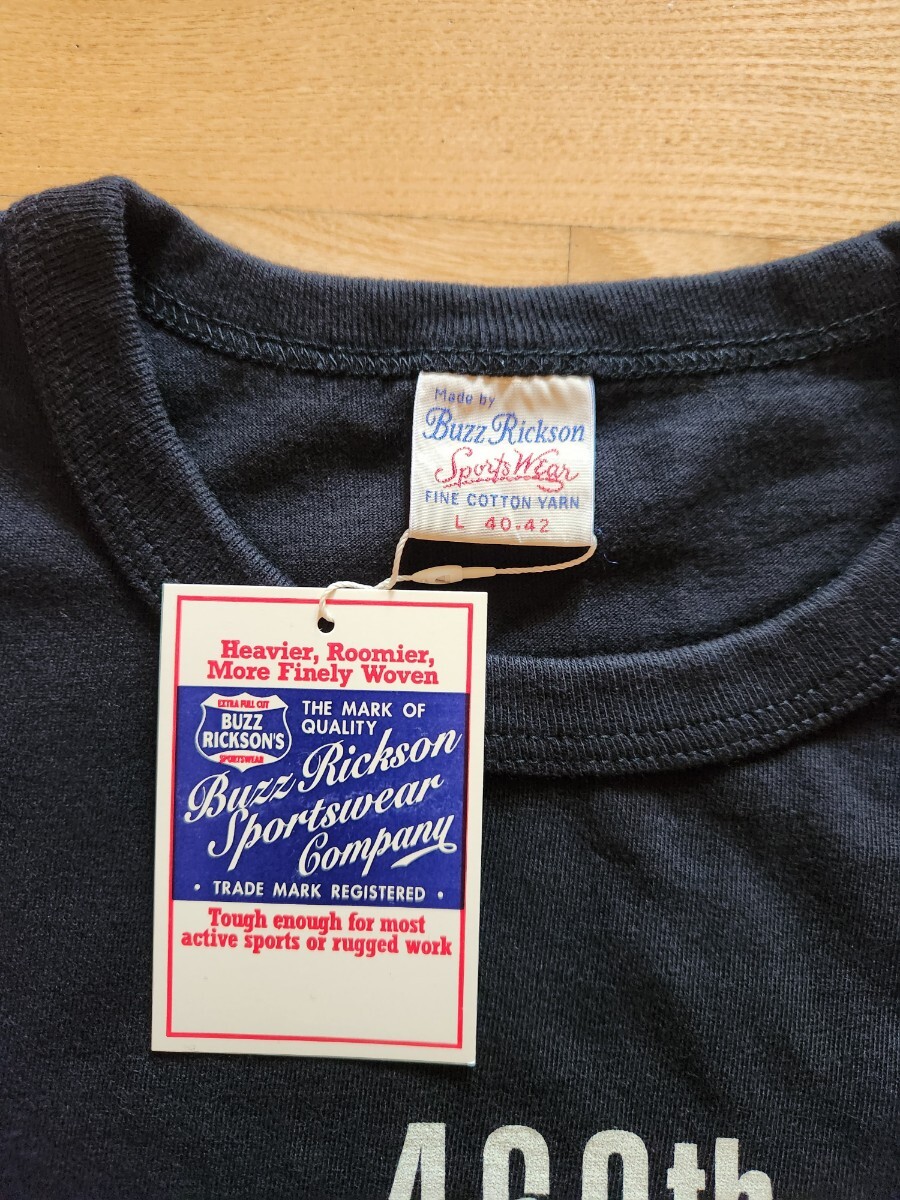 Made by
Buzz Rickson
SportsWear
FINE COTTON YARN
L 40.42
Heavier, Roomier,
More Finely Woven
EXTRA FULL CUT
BUZZ
RICKSON'S
SPORTSWEAR
THE MARK OF
QUALITY
Buzz Rickson
Sportswear
Company
• TRADE MARK REGISTERED •
Tough enough for most
active sports or rugged work
460th